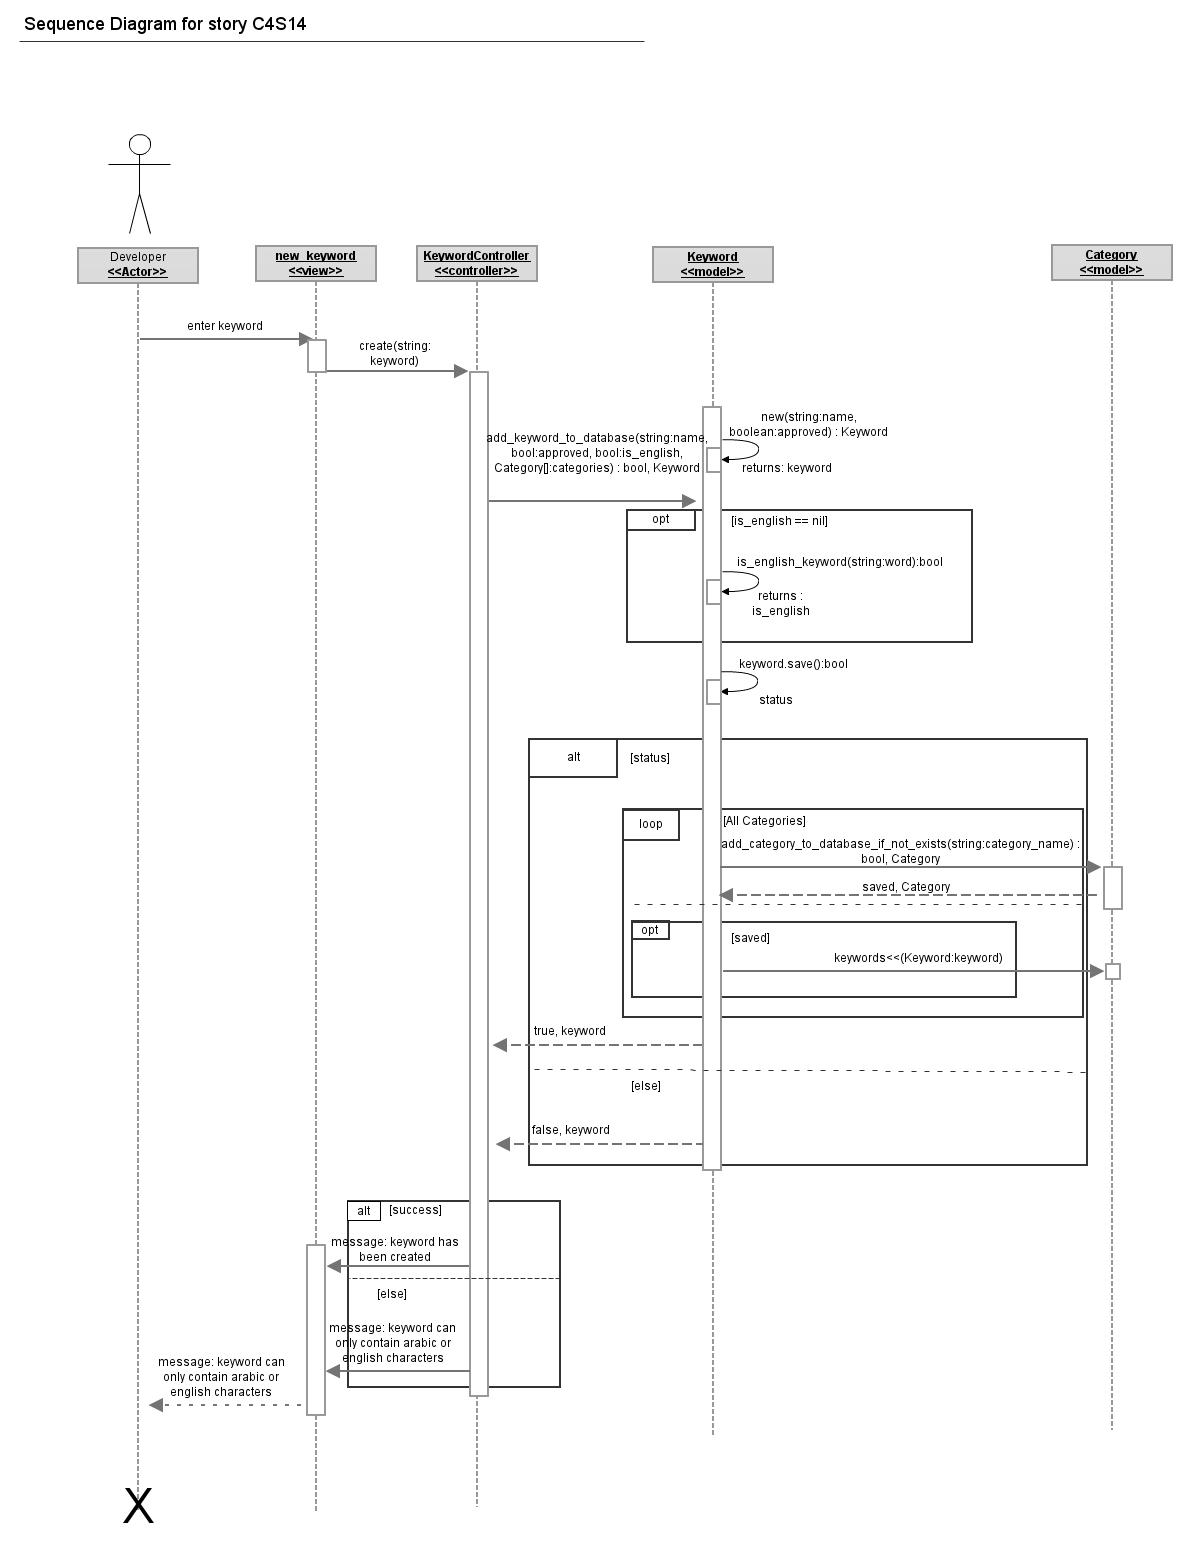 Sequence Diagram for story C4S14
Developer
<<Actor>>
new_keyword
<<view>>
KeywordController
<<controller>>
Keyword
<<model>>
Category
<<model>>
enter keyword
create(string:
keyword)
new(string:name,
boolean:approved) : Keyword
returns: keyword
add_keyword_to_database(string:name,
bool:approved, bool:is_english,
Category[]:categories) : bool, Keyword
opt
[is_english == nil]
is_english_keyword(string:word):bool
returns :
is_english
keyword.save():bool
status
alt
[status]
loop
[All Categories]
add_category_to_database_if_not_exists(string:category_name) :
bool, Category
saved, Category
opt
[saved]
keywords<<(Keyword:keyword)
true, keyword
[else]
false, keyword
alt
[success]
message: keyword has
been created
[else]
message: keyword can
only contain arabic or
english characters
message: keyword can
only contain arabic or
english characters
X